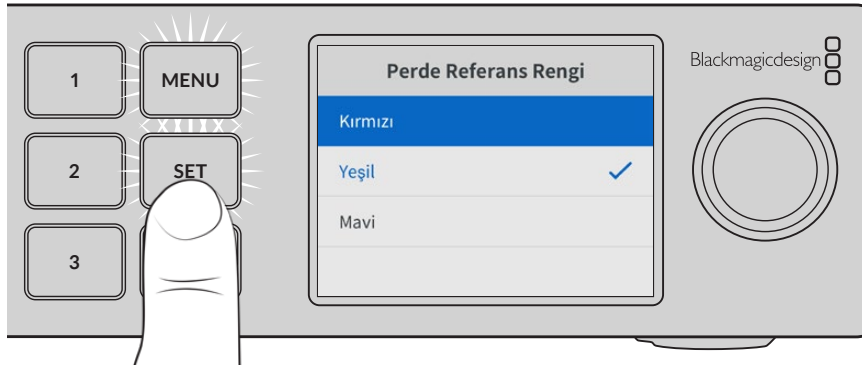 1
MENU
2
SET
3
Perde Referans Rengi
Kırmızı
Yeşil
Mavi
Blackmagicdesign